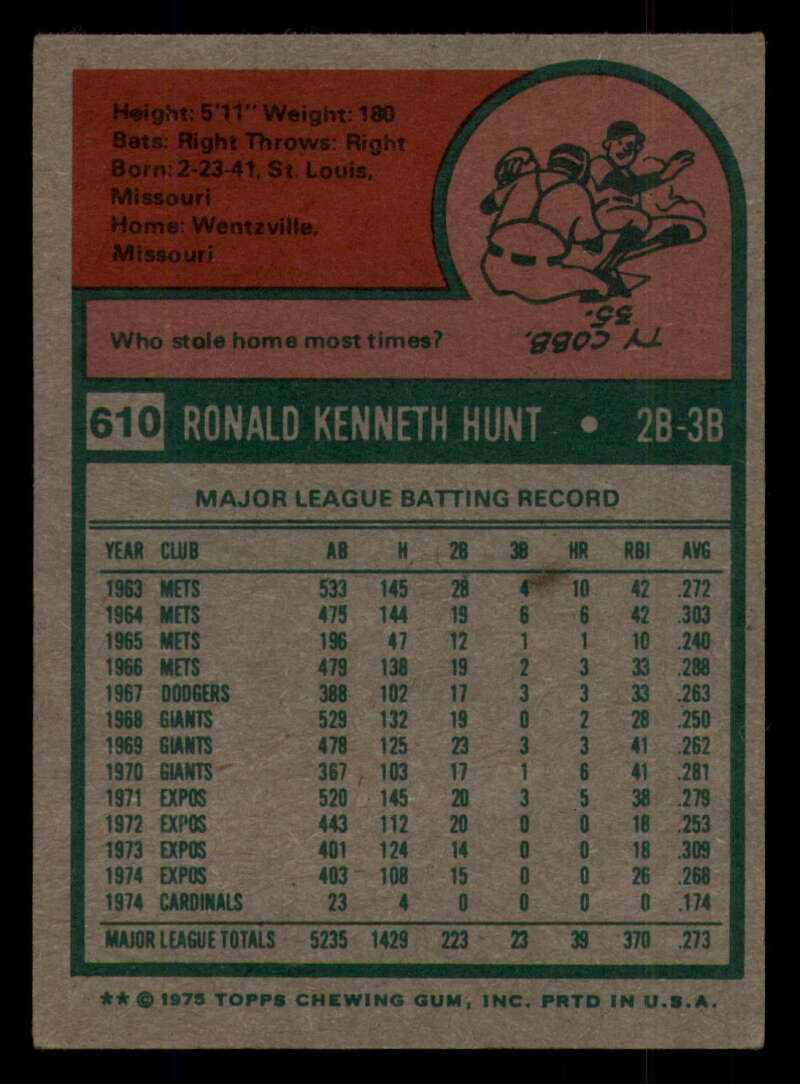 Height: 5'11" Weight: 180
Bats: Right Throws: Right
Born: 2-23-41, St. Louis,
Missouri
Home: Wentzville,
Missouri
Who stole home most times?
TY COBB,
35.
610 RONALD KENNETH HUNT • 2B-3B
MAJOR LEAGUE BATTING RECORD
YEAR CLUB AB H 2B 3B HR RBI AVG
1963 METS 533 145 28 4 10 42 .272
1964 METS 475 144 19 6 6 42 .303
1965 METS 196 47 12 1 1 10 .240
1966 METS 479 138 19 2 3 33 .288
1967 DODGERS 388 102 17 3 3 33 .263
1968 GIANTS 529 132 19 0 2 28 .250
1969 GIANTS 478 125 23 3 3 41 .262
1970 GIANTS 367 103 17 1 6 41 .281
1971 EXPOS 520 145 20 3 5 38 .279
1972 EXPOS 443 112 20 0 0 18 .253
1973 EXPOS 401 124 14 0 0 18 .309
1974 EXPOS 403 108 15 0 0 26 .268
1974 CARDINALS 23 4 0 0 0 0 .174
MAJOR LEAGUE TOTALS 5235 1429 223 23 39 370 .273
** © 1975 TOPPS CHEWING GUM, INC. PRTD IN U.S.A.